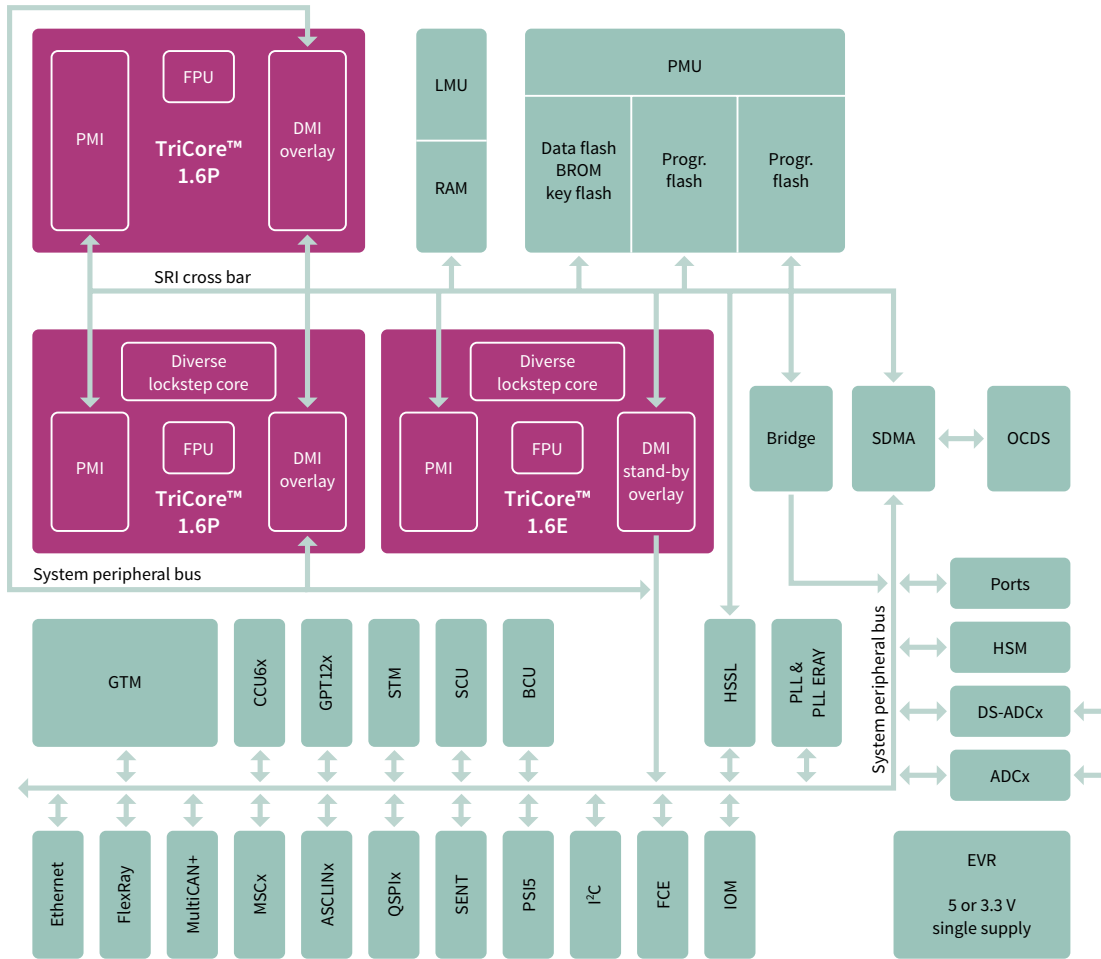 FPU
PMI
TriCore™
1.6P
DMI
overlay
LMU
RAM
PMU
Data flash
BROM
key flash
Progr.
flash
Progr.
flash
SRI cross bar
Diverse
lockstep core
PMI
FPU
DMI
overlay
TriCore™
1.6P
Diverse
lockstep core
PMI
FPU
DMI
stand-by
overlay
TriCore™
1.6E
Bridge
SDMA
OCDS
System peripheral bus
System peripheral bus
Ports
HSM
DS-ADCx
ADCx
GTM
CCU6x
GPT12x
STM
SCU
BCU
HSSL
PLL &
PLL ERAY
Ethernet
FlexRay
MultiCAN+
MSCx
ASCLINx
QSPIx
SENT
PSI5
I²C
FCE
IOM
EVR
5 or 3.3 V
single supply